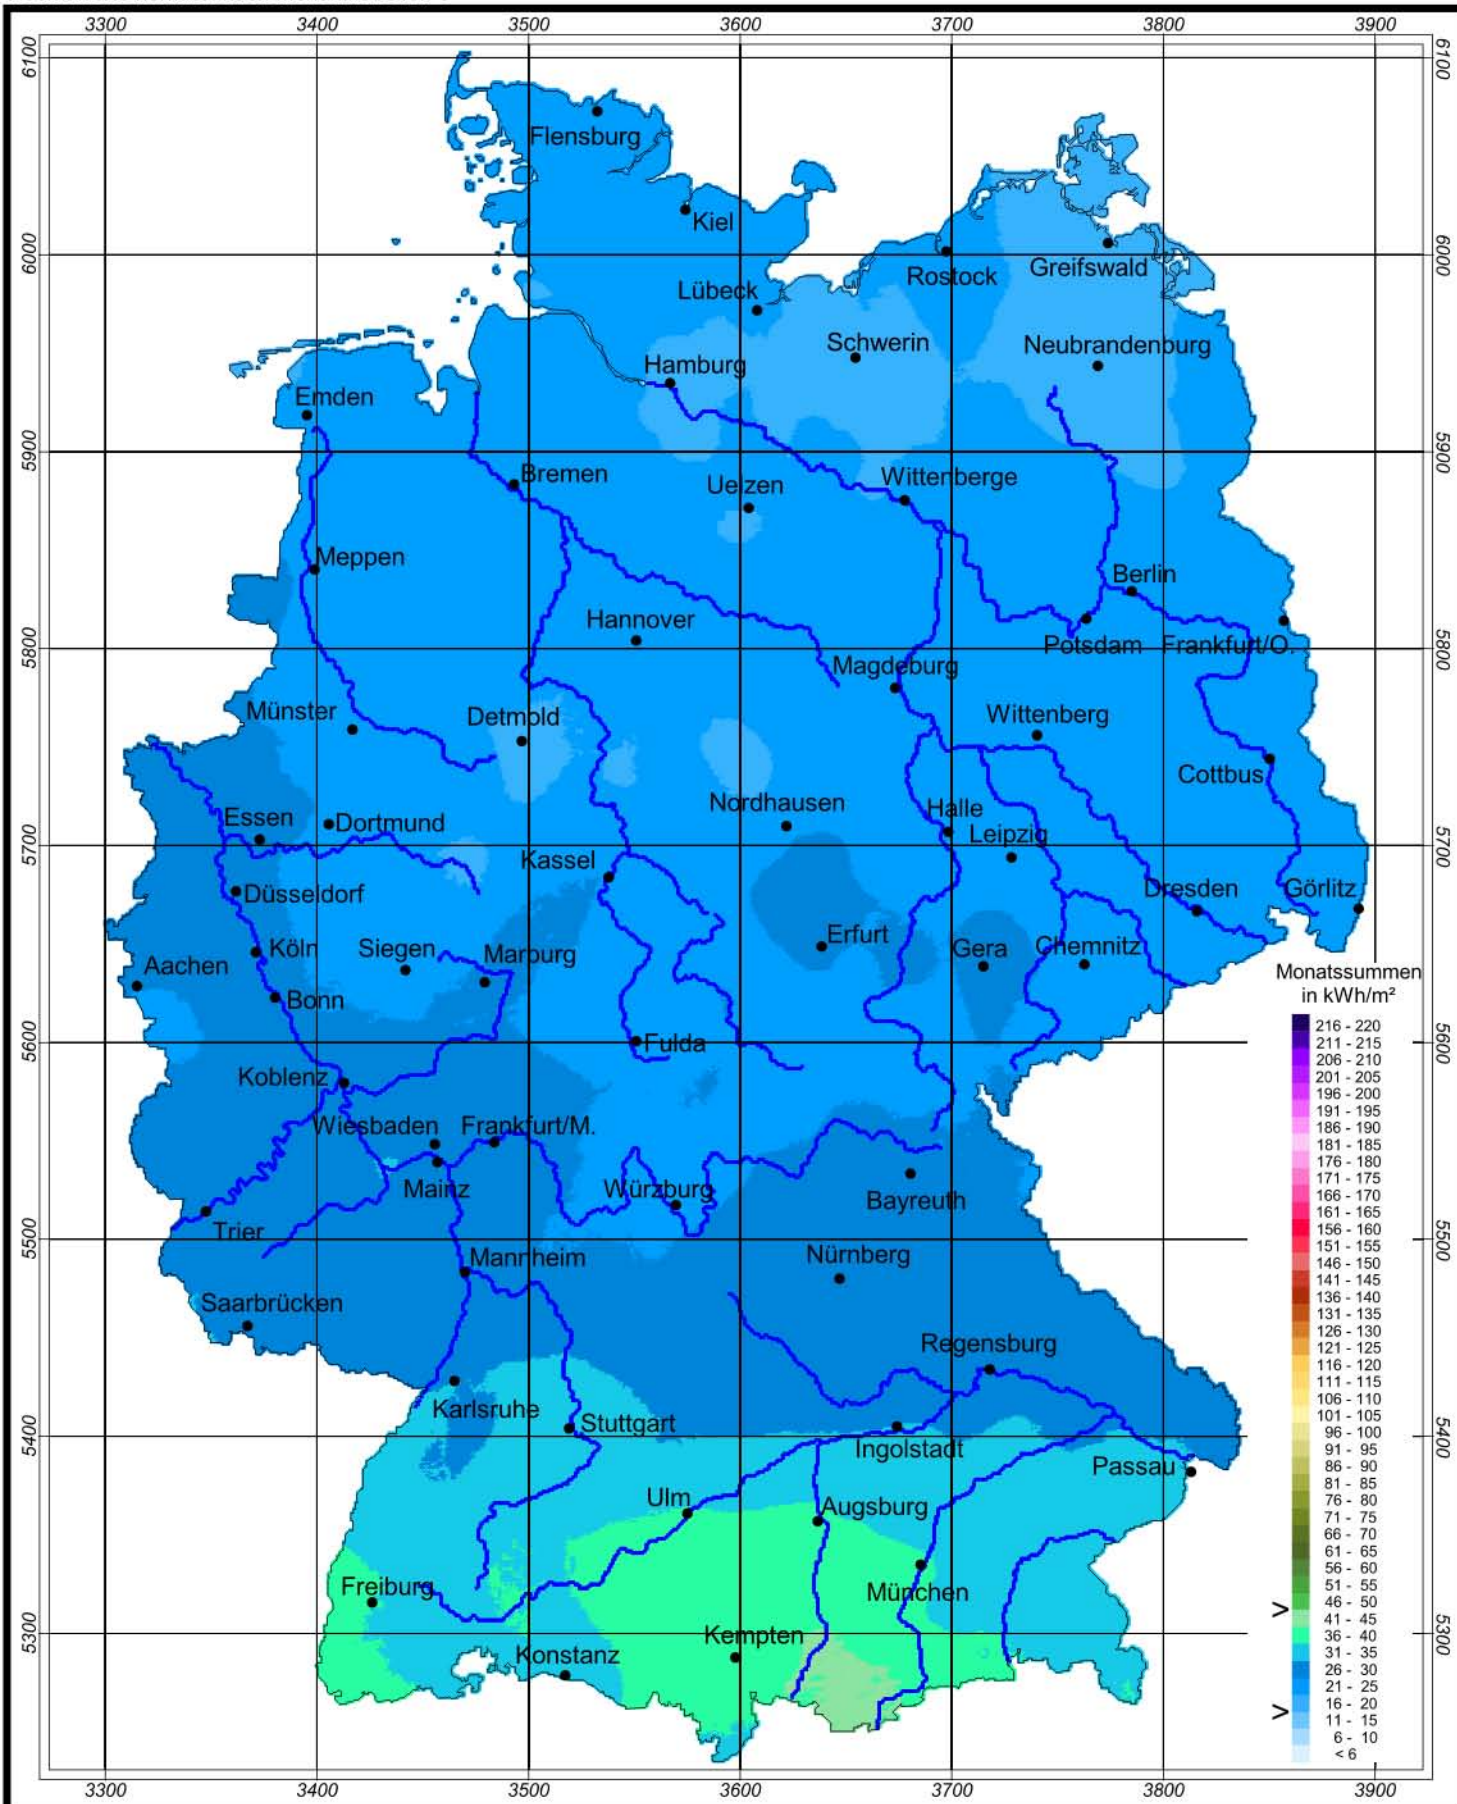 3300 3400 3500 3600 3700 3800 3900
6100 6100
Flensburg
Kiel
6000 6000
Rostock Greifswald
Lübeck
Schwerin Neubrandenburg
Hamburg
Emden
5900 5900
Bremen
Uelzen Wittenberge
Meppen
Berlin
Hannover
Potsdam Frankfurt/O.
5800 5800
Magdeburg
Münster Detmold Wittenberg
Cottbus
Nordhausen Halle
Essen Dortmund Leipzig
5700 5700
Kassel
Düsseldorf Dresden Görlitz
Erfurt
Köln Siegen Marburg Gera Chemnitz
Aachen
Monatssummen
in kWh/m²
Bonn
5600 5600
Fulda
Koblenz
Wiesbaden Frankfurt/M.
Mainz Würzburg
Bayreuth
Trier
5500 5500
Mannheim Nürnberg
Saarbrücken
Regensburg
Karlsruhe
Stuttgart
5400 5400
Ingolstadt
Passau
Ulm Augsburg
Freiburg München
5300 5300
Kempten
Konstanz
216 - 220
211 - 215
206 - 210
201 - 205
196 - 200
191 - 195
186 - 190
181 - 185
176 - 180
171 - 175
166 - 170
161 - 165
156 - 160
151 - 155
146 - 150
141 - 145
136 - 140
131 - 135
126 - 130
121 - 125
116 - 120
111 - 115
106 - 110
101 - 105
96 - 100
91 - 95
86 - 90
81 - 85
76 - 80
71 - 75
66 - 70
61 - 65
56 - 60
51 - 55
46 - 50
> 41 - 45
36 - 40
31 - 35
26 - 30
21 - 25
> 16 - 20
11 - 15
6 - 10
< 6
3300 3400 3500 3600 3700 3800 3900